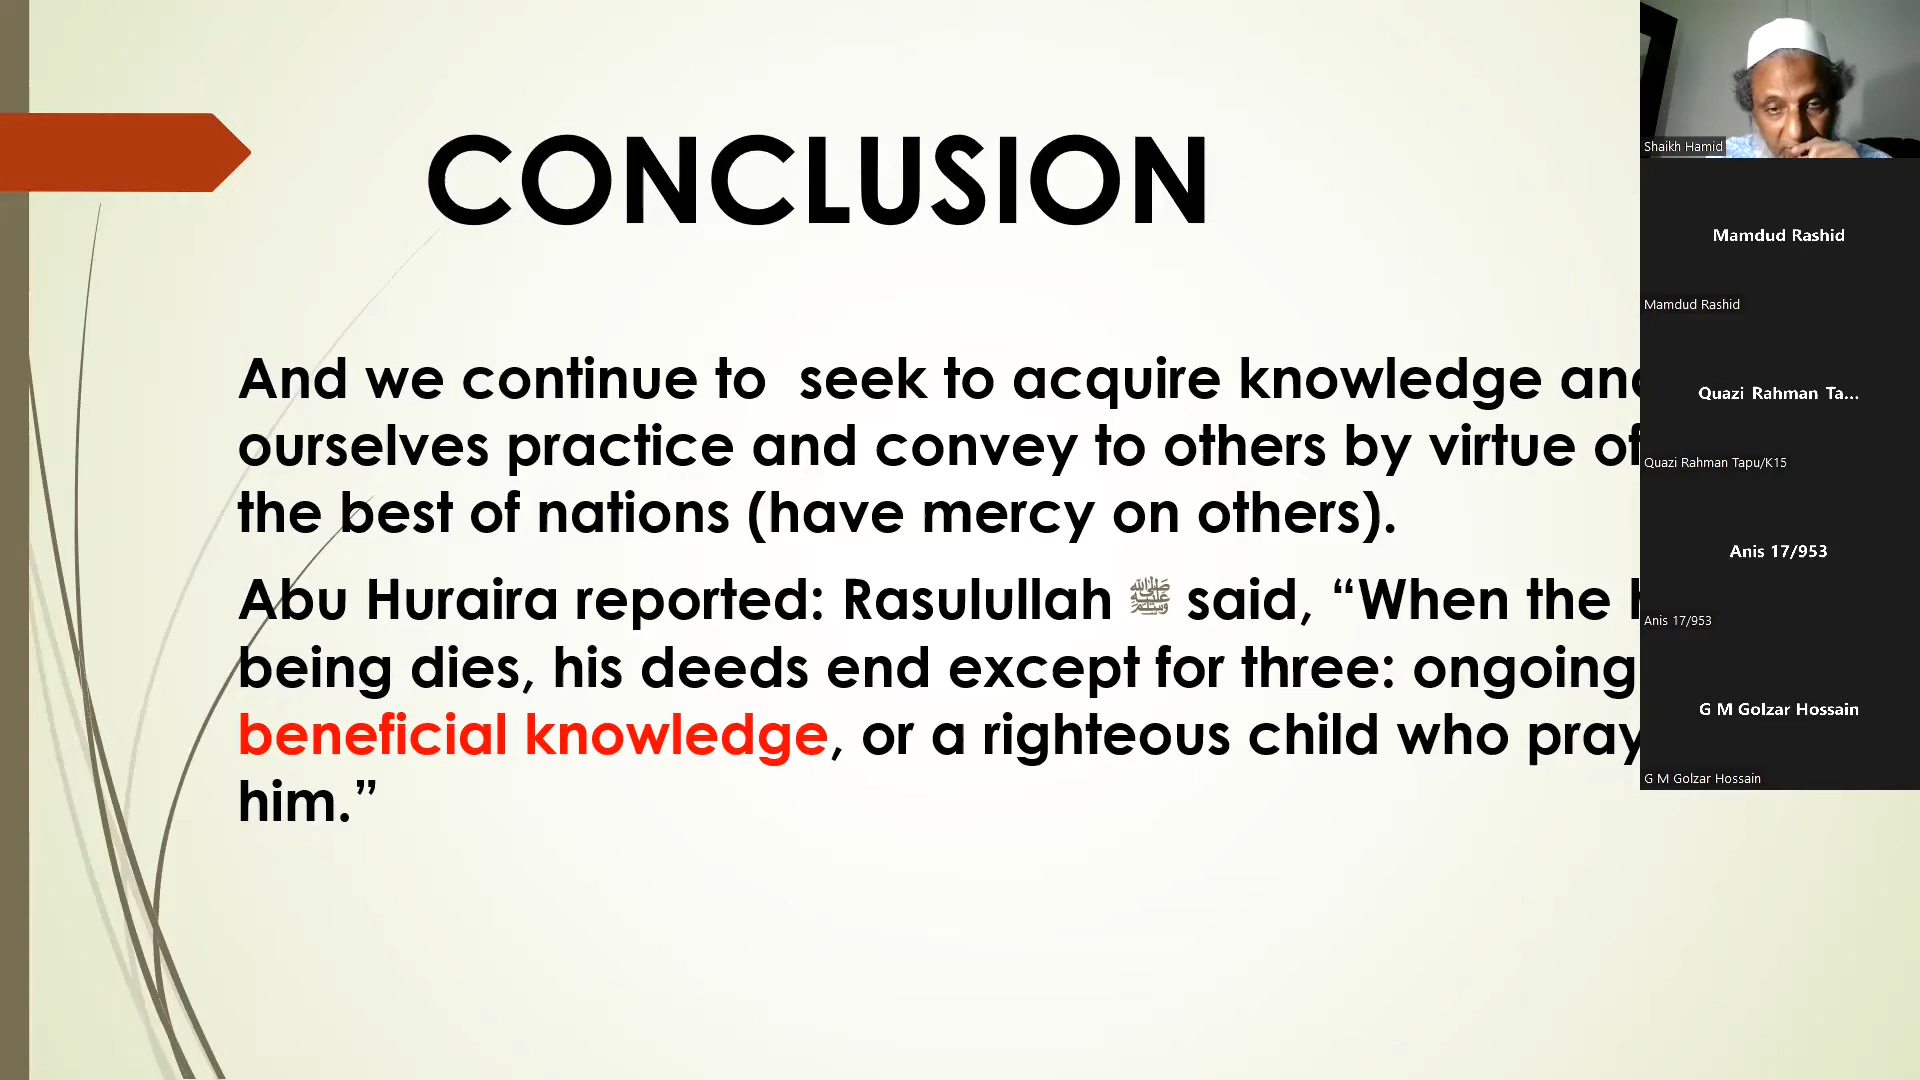 CONCLUSION
And we continue to seek to acquire knowledge and
ourselves practice and convey to others by virtue of
the best of nations (have mercy on others).
Abu Huraira reported: Rasulullah ﷺ said, “When the
being dies, his deeds end except for three: ongoing
beneficial knowledge, or a righteous child who pray
him.”
Shaikh Hamid
Mamdud Rashid
Mamdud Rashid
Quazi Rahman Ta...
Quazi Rahman Tapu/K15
Anis 17/953
Anis 17/953
G M Golzar Hossain
G M Golzar Hossain